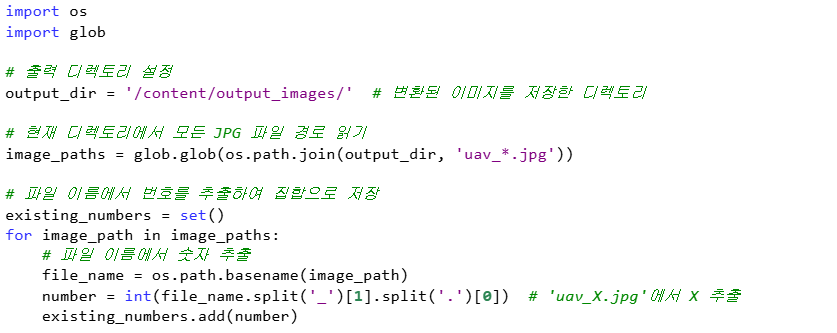 import os
import glob

# 출력 디렉토리 설정
output_dir = '/content/output_images/'  # 변환된 이미지를 저장한 디렉토리

# 현재 디렉토리에서 모든 JPG 파일 경로 읽기
image_paths = glob.glob(os.path.join(output_dir, 'uav_*.jpg'))

# 파일 이름에서 번호를 추출하여 집합으로 저장
existing_numbers = set()
for image_path in image_paths:
    # 파일 이름에서 숫자 추출
    file_name = os.path.basename(image_path)
    number = int(file_name.split('_')[1].split('.')[0])  # 'uav_X.jpg'에서 X 추출
    existing_numbers.add(number)